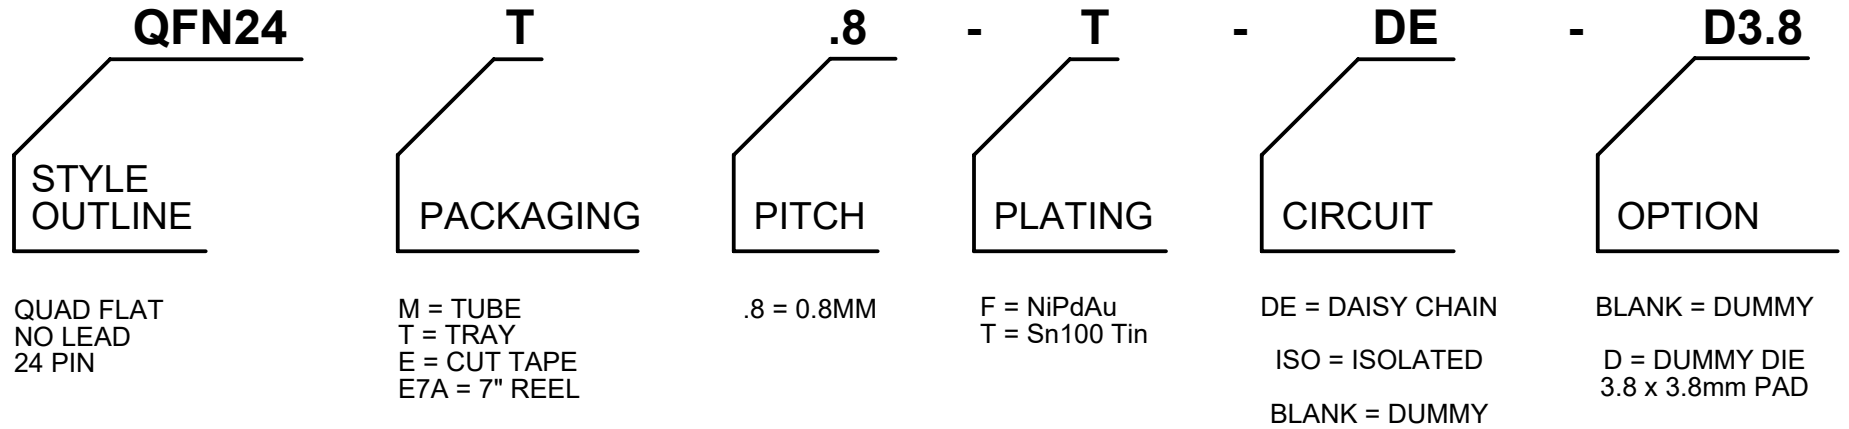 QFN24 T .8 - T - DE - D3.8
STYLE
OUTLINE
PACKAGING
PITCH
PLATING
CIRCUIT
OPTION
QUAD FLAT
NO LEAD
24 PIN
M = TUBE
T = TRAY
E = CUT TAPE
E7A = 7" REEL
.8 = 0.8MM
F = NiPdAu
T = Sn100 Tin
DE = DAISY CHAIN
ISO = ISOLATED
BLANK = DUMMY
BLANK = DUMMY
D = DUMMY DIE
3.8 x 3.8mm PAD